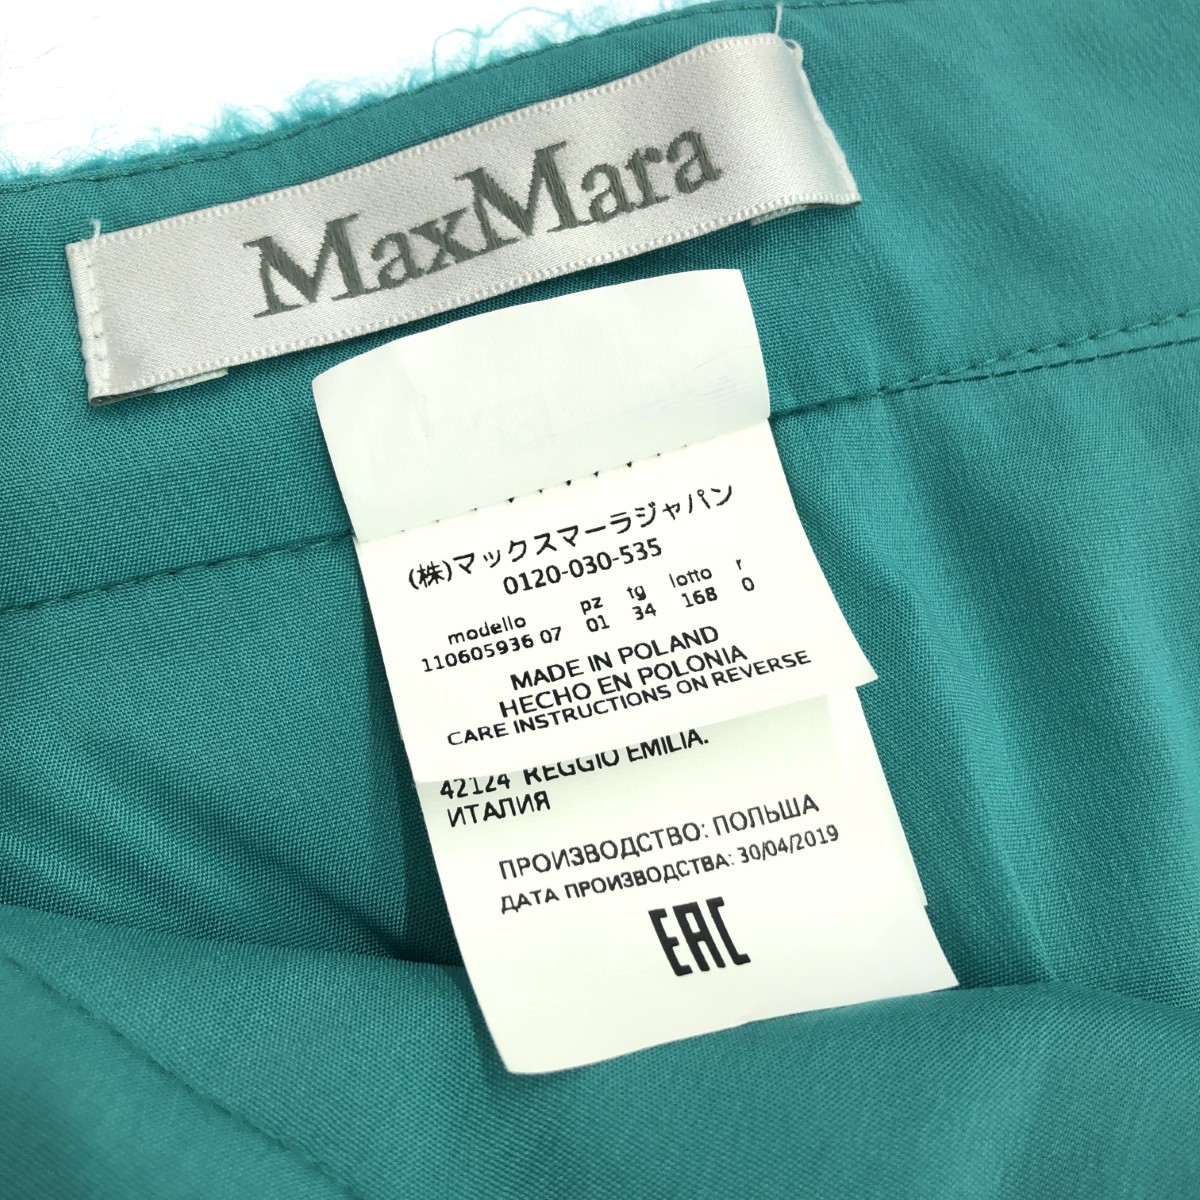 MaxMara
(株)マックスマーラジャパン
0120-030-535
modello pz tg lotto r
110605936 07 01 34 168 0
MADE IN POLAND
HECHO EN POLONIA
CARE INSTRUCTIONS ON REVERSE
42124 REGGIO EMILIA.
ИТАЛИЯ
ПРОИЗВОДСТВО: ПОЛЬША
ДАТА ПРОИЗВОДСТВА: 30/04/2019
EAC